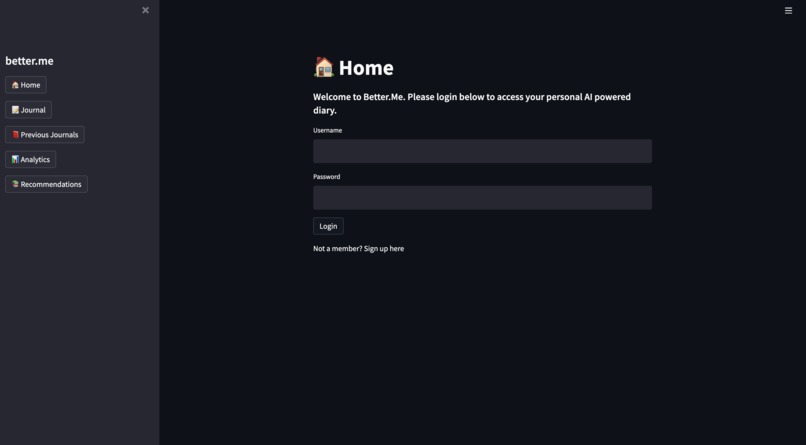 better.me
Home
Journal
Previous Journals
Analytics
Recommendations
Home
Welcome to Better.Me. Please login below to access your personal AI powered
diary.
Username
Password
Login
Not a member? Sign up here